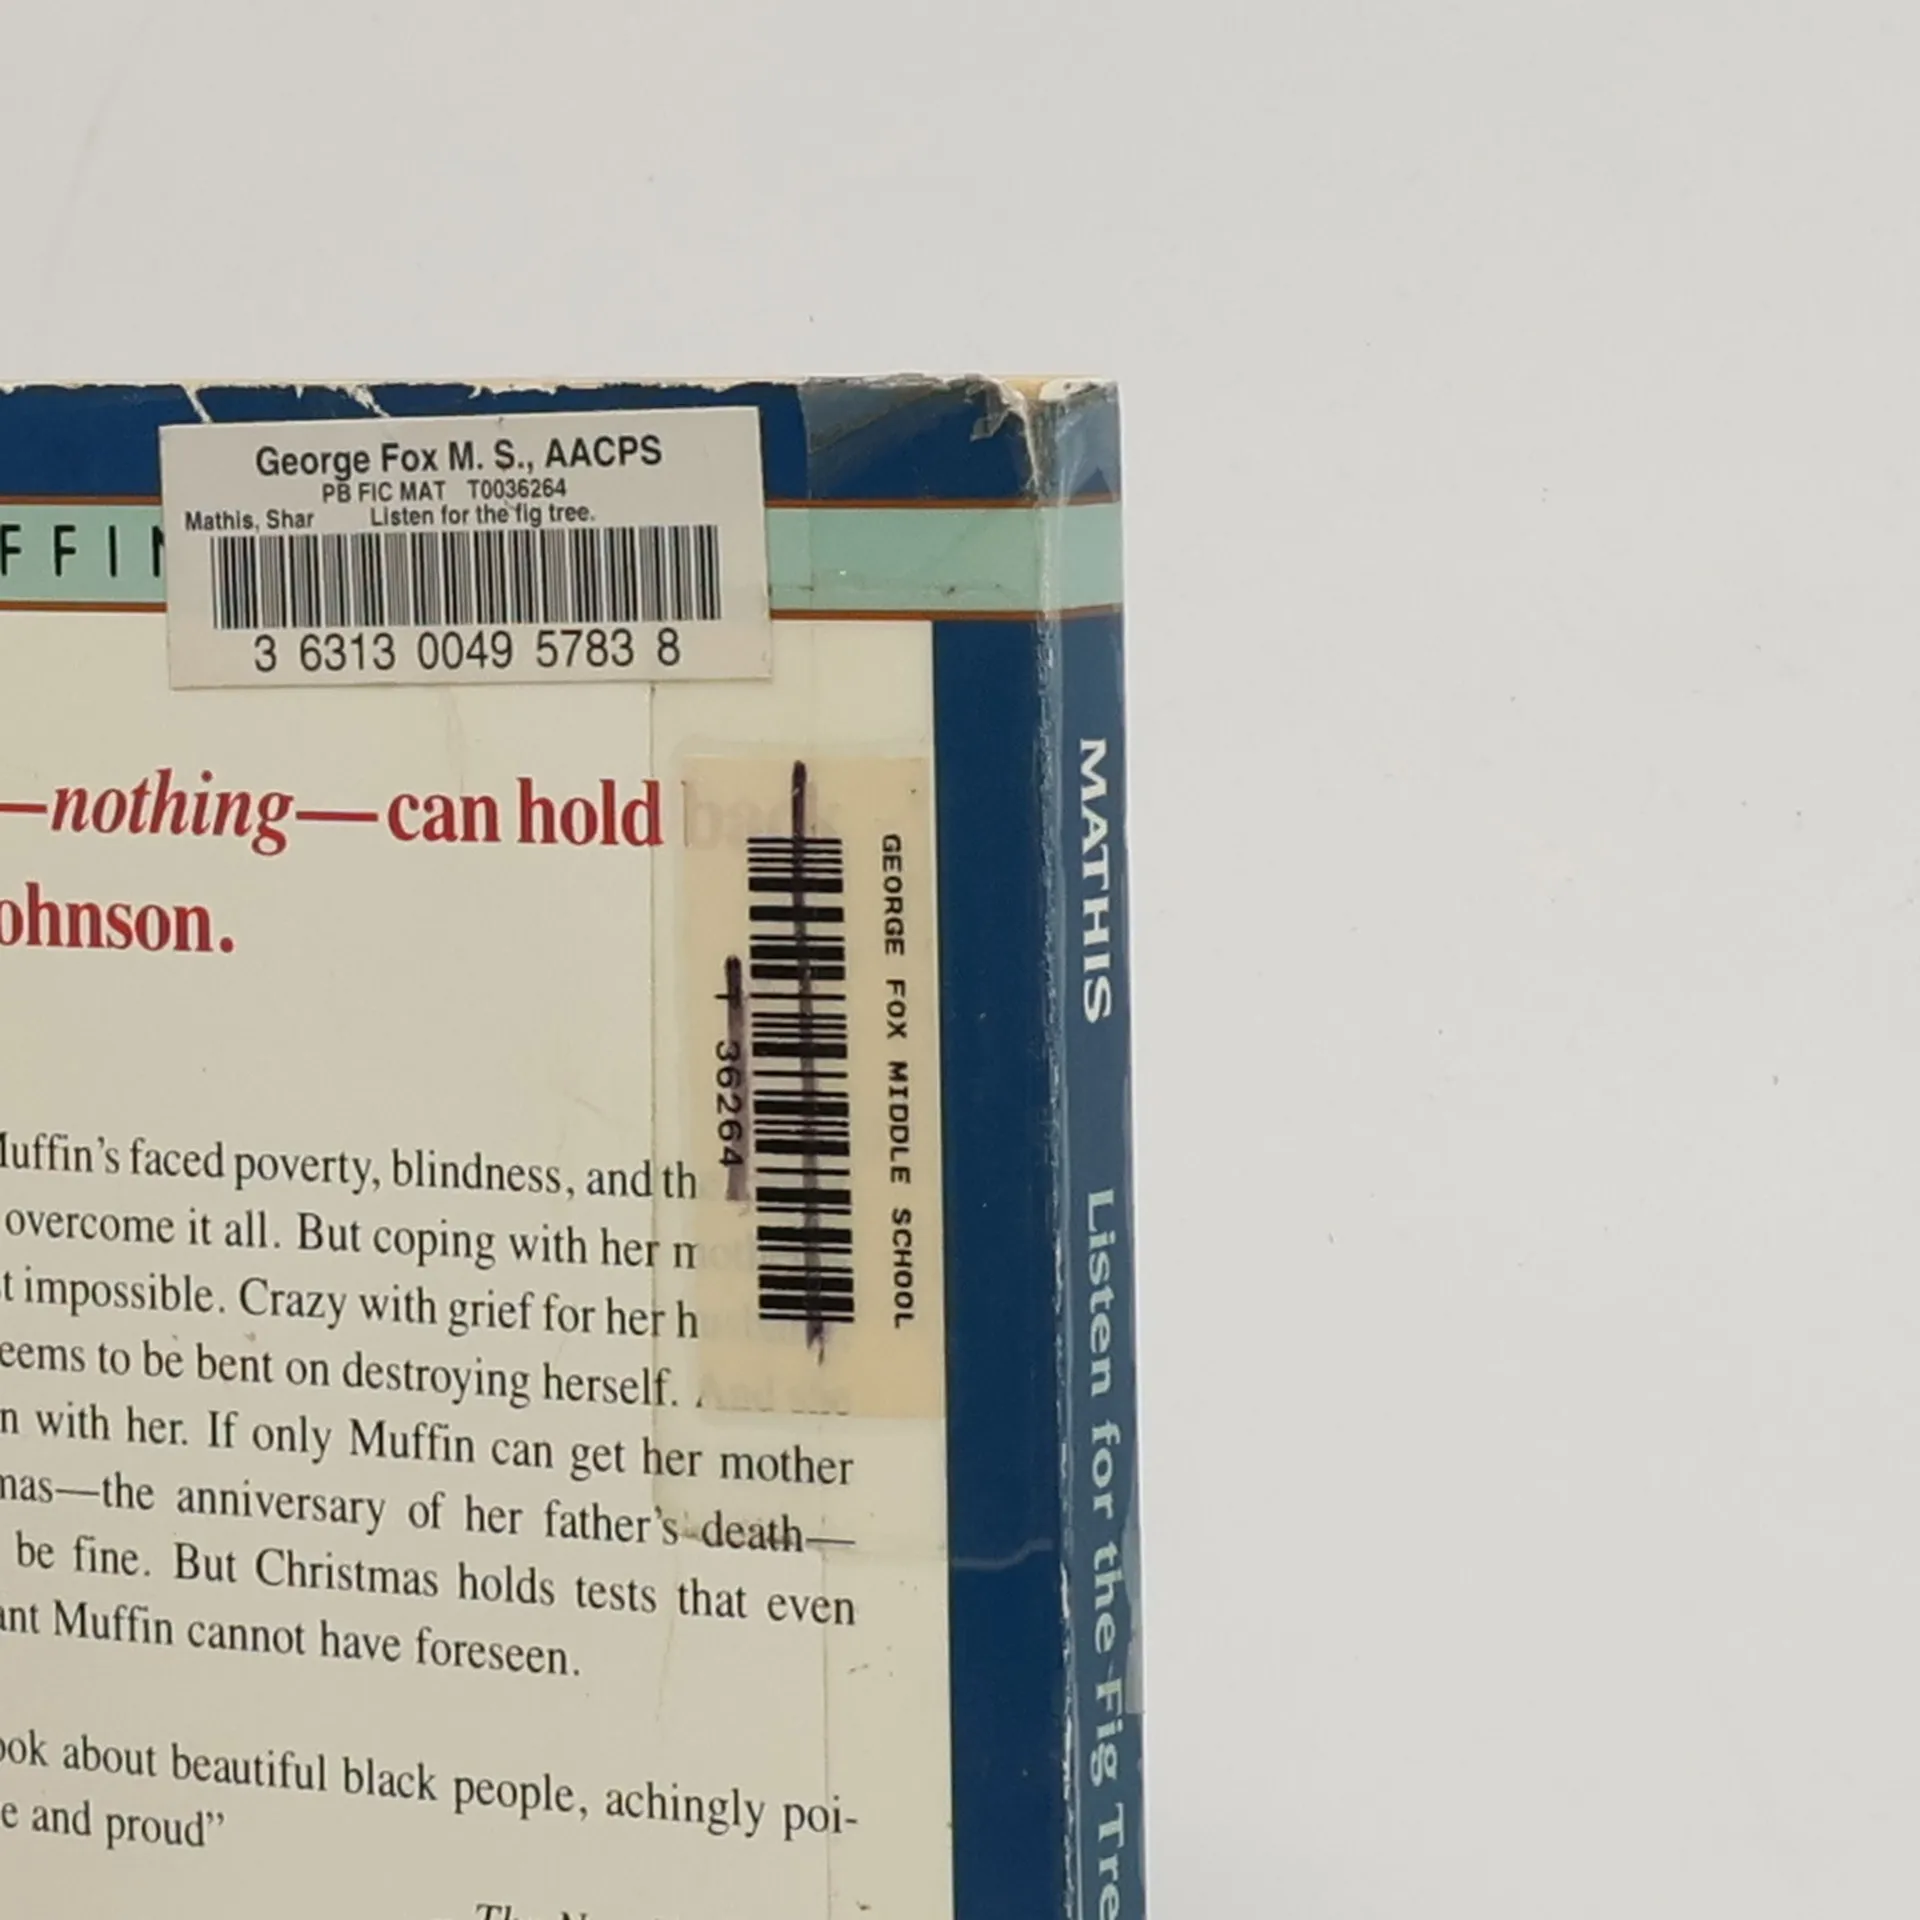 George Fox M. S., AACPS
PB FIC MAT T0036264
Mathis, Shar Listen for the fig tree.
3 6313 0049 5783 8
FFIN
—nothing—can hold back
ohnson.
GEORGE FOX MIDDLE SCHOOL
T 36264
uffin's faced poverty, blindness, and th
overcome it all. But coping with her mother
t impossible. Crazy with grief for her h
eems to be bent on destroying herself. And she
n with her. If only Muffin can get her mother
mas—the anniversary of her father's death—
be fine. But Christmas holds tests that even
ant Muffin cannot have foreseen.
ook about beautiful black people, achingly poi-
e and proud”
MATHIS Listen for the Fig Tre